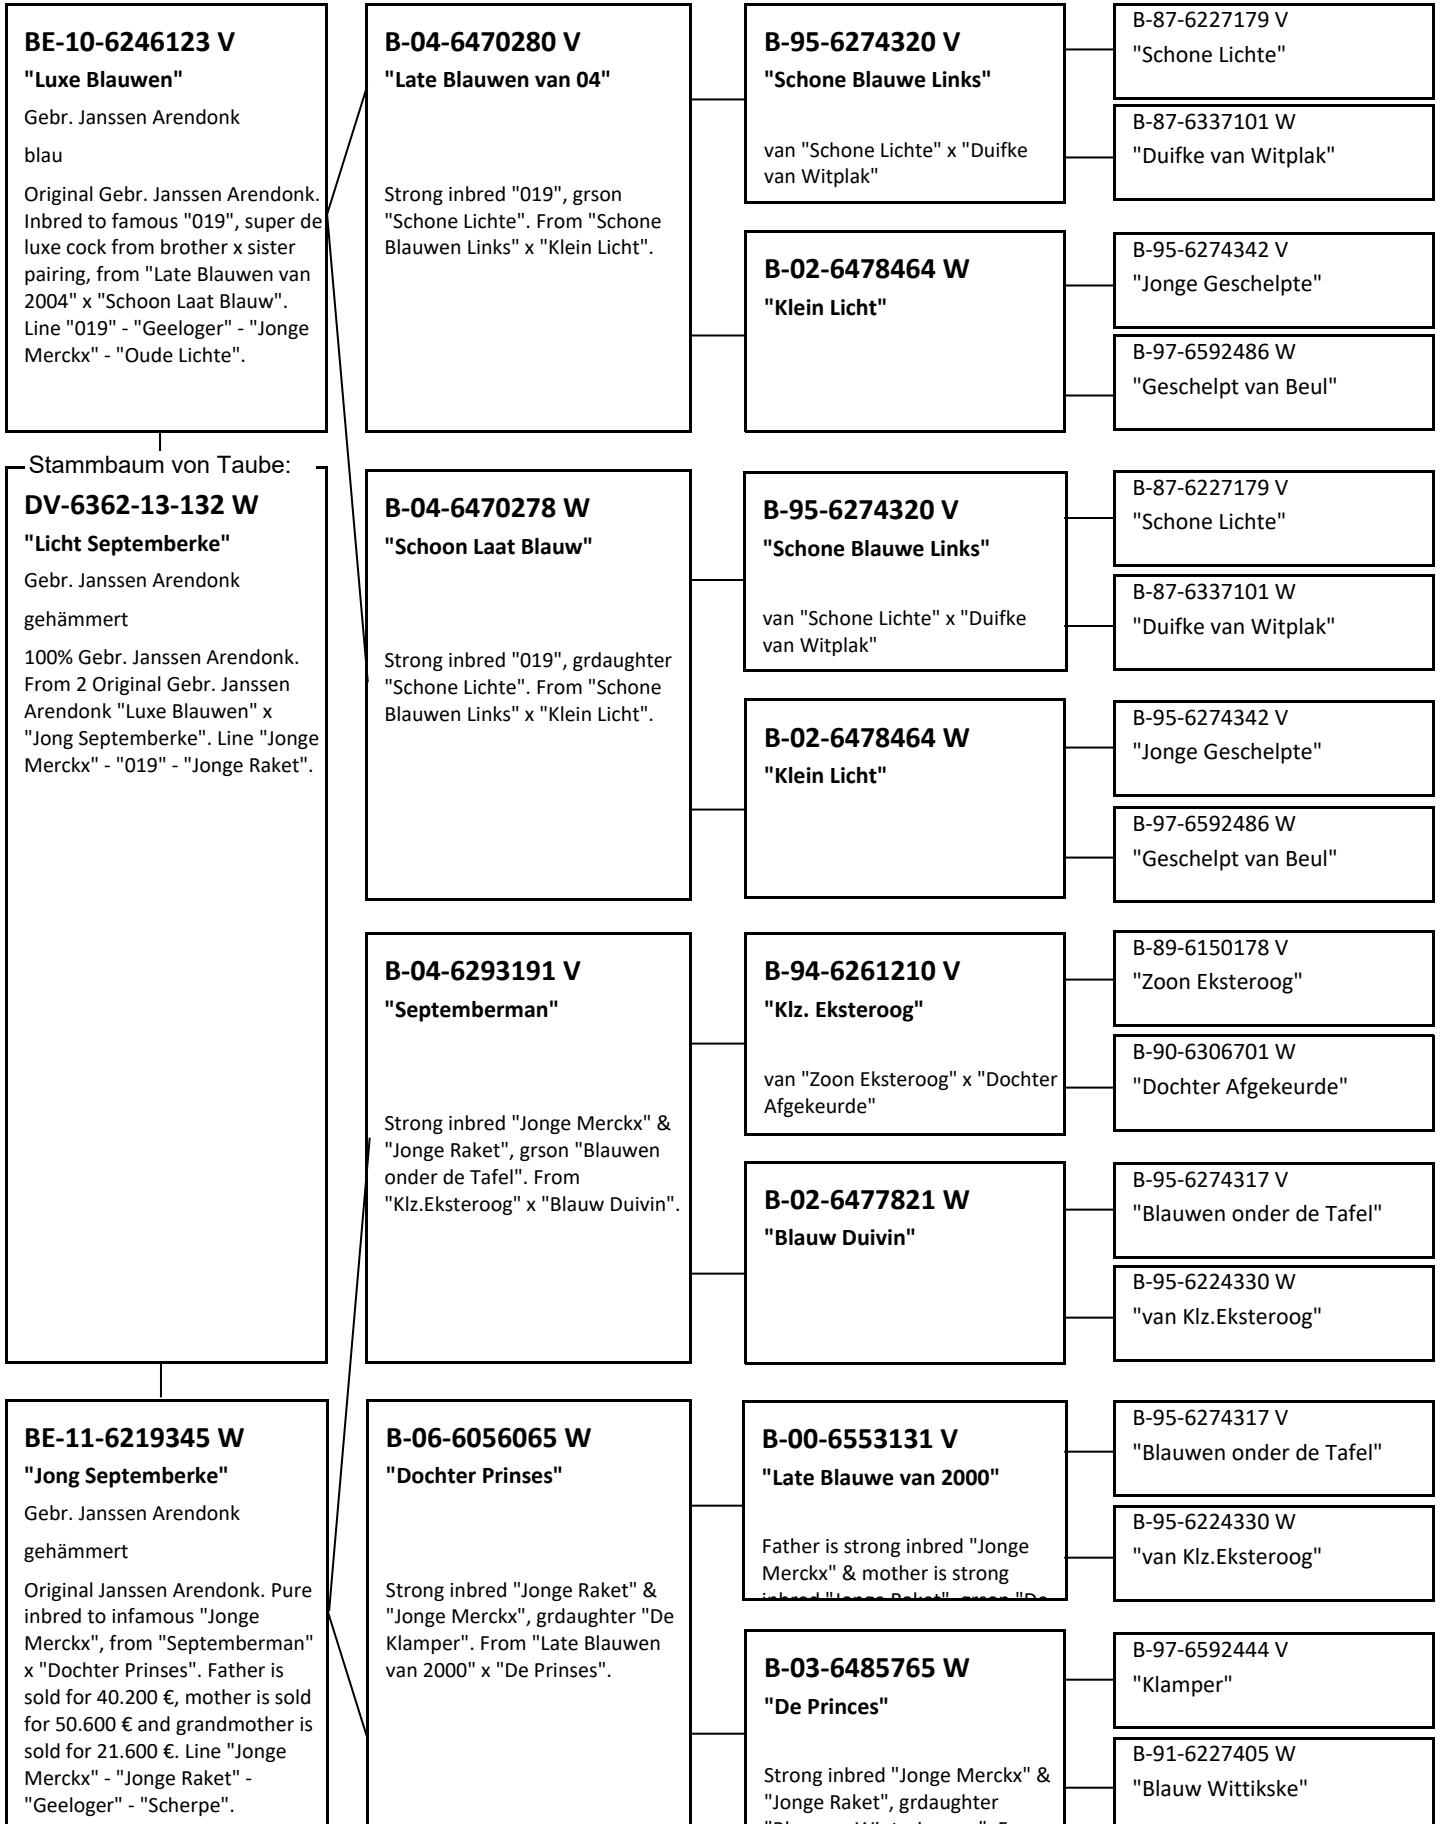 BE-10-6246123 V
"Luxe Blauwen"
Gebr. Janssen Arendonk
blau
Original Gebr. Janssen Arendonk.
Inbred to famous "019", super de
luxe cock from brother x sister
pairing, from "Late Blauwen van
2004" x "Schoon Laat Blauw".
Line "019" - "Geeloger" - "Jonge
Merckx" - "Oude Lichte".
Stammbaum von Taube:
DV-6362-13-132 W
"Licht Septemberke"
Gebr. Janssen Arendonk
gehämmert
100% Gebr. Janssen Arendonk.
From 2 Original Gebr. Janssen
Arendonk "Luxe Blauwen" x
"Jong Septemberke". Line "Jonge
Merckx" - "019" - "Jonge Raket".
BE-11-6219345 W
"Jong Septemberke"
Gebr. Janssen Arendonk
gehämmert
Original Janssen Arendonk. Pure
inbred to infamous "Jonge
Merckx", from "Septemberman"
x "Dochter Prinses". Father is
sold for 40.200 €, mother is sold
for 50.600 € and grandmother is
sold for 21.600 €. Line "Jonge
Merckx" - "Jonge Raket" -
"Geeloger" - "Scherpe".
B-04-6470280 V
"Late Blauwen van 04"
Strong inbred "019", grson
"Schone Lichte". From "Schone
Blauwen Links" x "Klein Licht".
B-04-6470278 W
"Schoon Laat Blauw"
Strong inbred "019", grdaughter
"Schone Lichte". From "Schone
Blauwen Links" x "Klein Licht".
B-04-6293191 V
"Septemberman"
Strong inbred "Jonge Merckx" &
"Jonge Raket", grson "Blauwen
onder de Tafel". From
"Klz.Eksteroog" x "Blauw Duivin".
B-06-6056065 W
"Dochter Prinses"
Strong inbred "Jonge Raket" &
"Jonge Merckx", grdaughter "De
Klamper". From "Late Blauwen
van 2000" x "De Prinses".
B-95-6274320 V
"Schone Blauwe Links"
van "Schone Lichte" x "Duifke
van Witplak"
B-02-6478464 W
"Klein Licht"
B-95-6274320 V
"Schone Blauwe Links"
van "Schone Lichte" x "Duifke
van Witplak"
B-02-6478464 W
"Klein Licht"
B-94-6261210 V
"Klz. Eksteroog"
van "Zoon Eksteroog" x "Dochter
Afgekeurde"
B-02-6477821 W
"Blauw Duivin"
B-00-6553131 V
"Late Blauwe van 2000"
Father is strong inbred "Jonge
Merckx" & mother is strong
inbred "Jonge Raket", grson "De
B-03-6485765 W
"De Princes"
Strong inbred "Jonge Merckx" &
"Jonge Raket", grdaughter
B-87-6227179 V
"Schone Lichte"
B-87-6337101 W
"Duifke van Witplak"
B-95-6274342 V
"Jonge Geschelpte"
B-97-6592486 W
"Geschelpt van Beul"
B-87-6227179 V
"Schone Lichte"
B-87-6337101 W
"Duifke van Witplak"
B-95-6274342 V
"Jonge Geschelpte"
B-97-6592486 W
"Geschelpt van Beul"
B-89-6150178 V
"Zoon Eksteroog"
B-90-6306701 W
"Dochter Afgekeurde"
B-95-6274317 V
"Blauwen onder de Tafel"
B-95-6224330 W
"van Klz.Eksteroog"
B-95-6274317 V
"Blauwen onder de Tafel"
B-95-6224330 W
"van Klz.Eksteroog"
B-97-6592444 V
"Klamper"
B-91-6227405 W
"Blauw Wittikske"